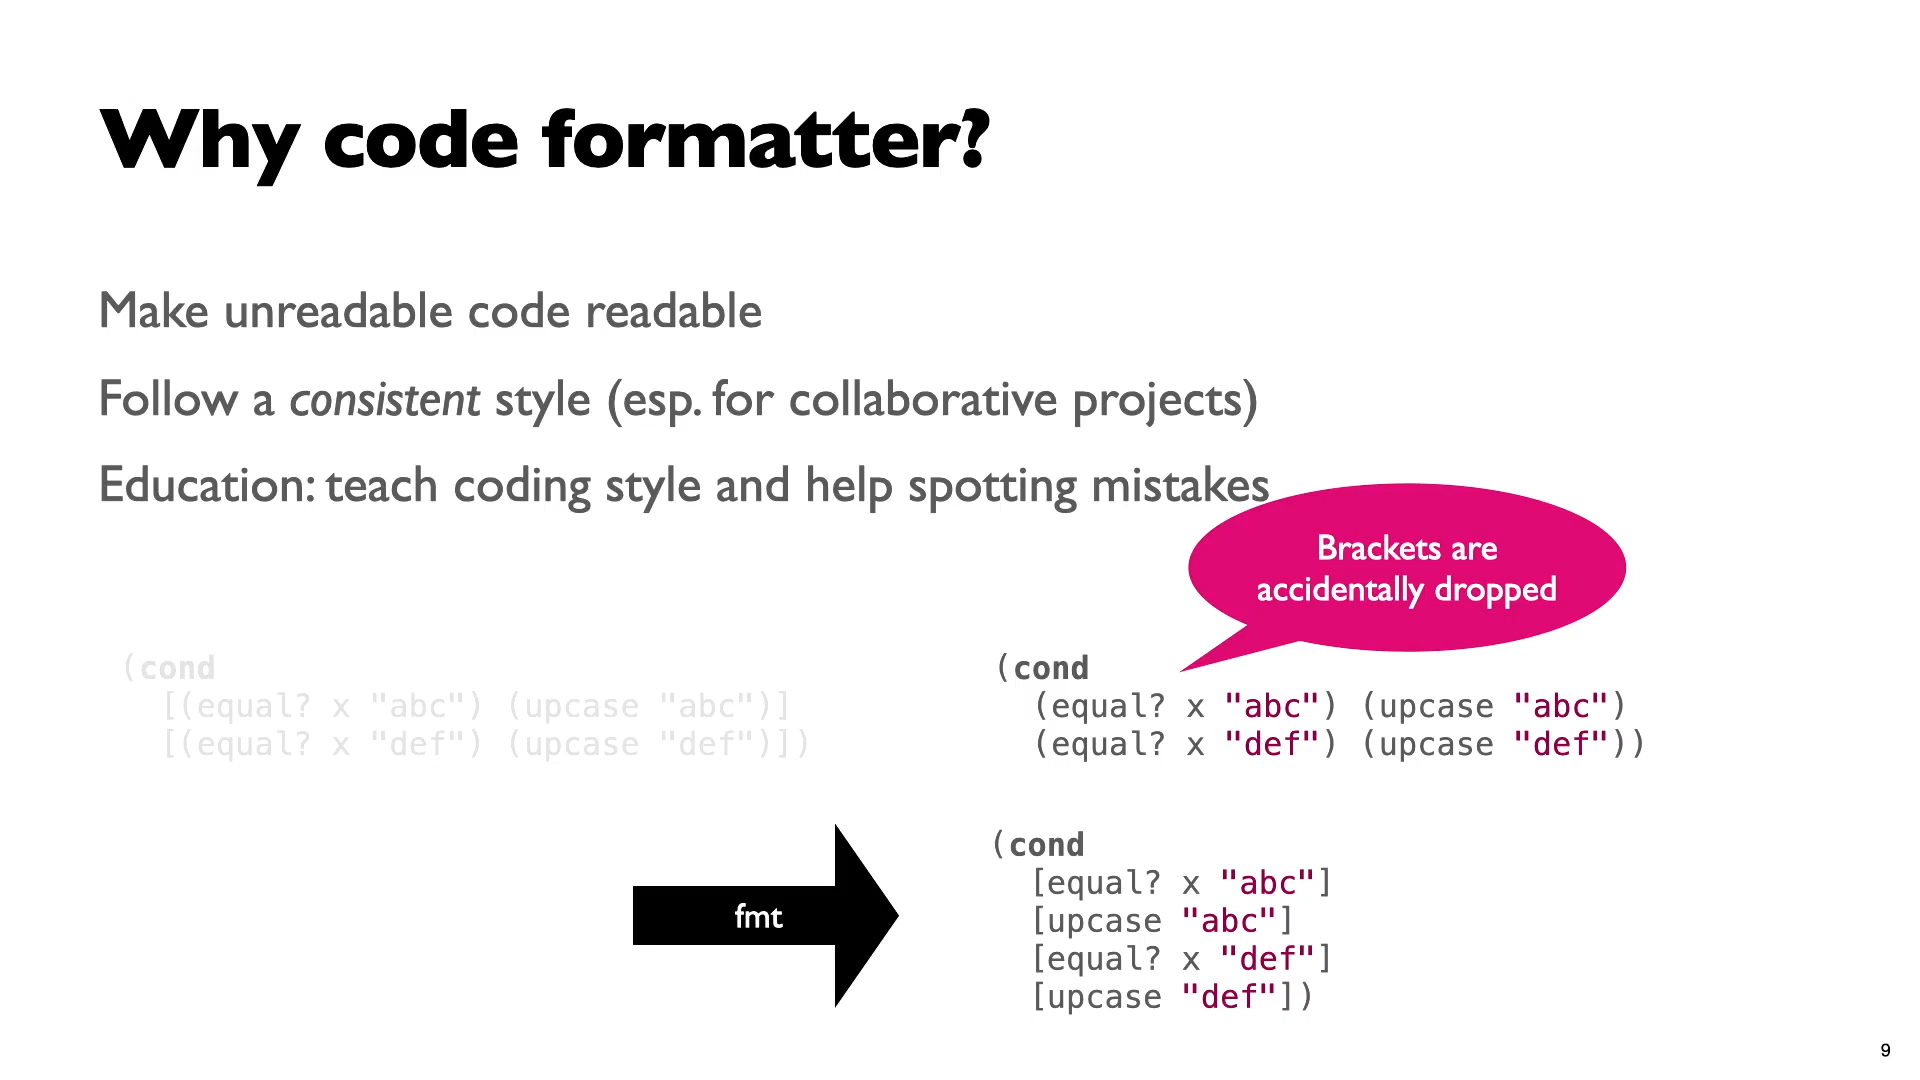 Why code formatter?
Make unreadable code readable
Follow a consistent style (esp. for collaborative projects)
Education: teach coding style and help spotting mistakes
Brackets are
accidentally dropped
(cond
  [(equal? x "abc") (upcase "abc")]
  [(equal? x "def") (upcase "def")])
(cond
  (equal? x "abc") (upcase "abc")
  (equal? x "def") (upcase "def"))
fmt
(cond
  [equal? x "abc"]
  [upcase "abc"]
  [equal? x "def"]
  [upcase "def"])
9